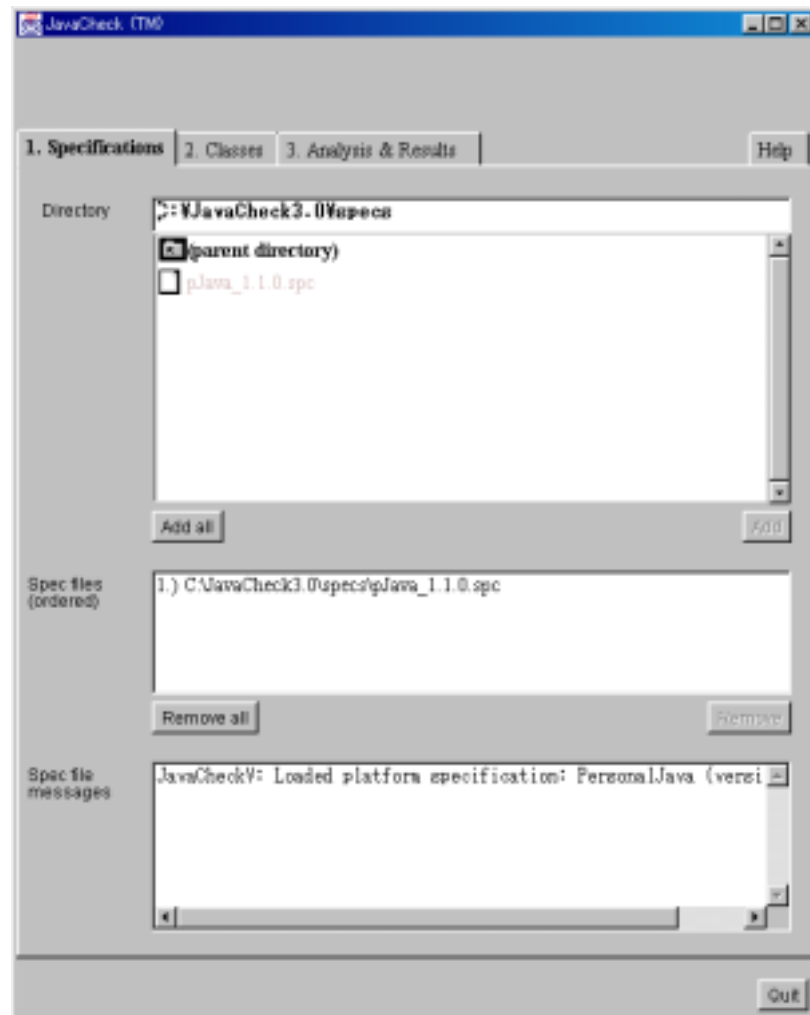 JavaCheck (TM)
1. Specifications 2. Classes 3. Analysis & Results Help
Directory
:¥JavaCheck3.0¥specs
(parent directory)
pJava_1.1.0.spc
Add all Add
Spec files
(ordered)
1.) C:\JavaCheck3.0\specs\pJava_1.1.0.spc
Remove all Remove
Spec file
messages
JavaCheckV: Loaded platform specification: PersonalJava (versi
Quit